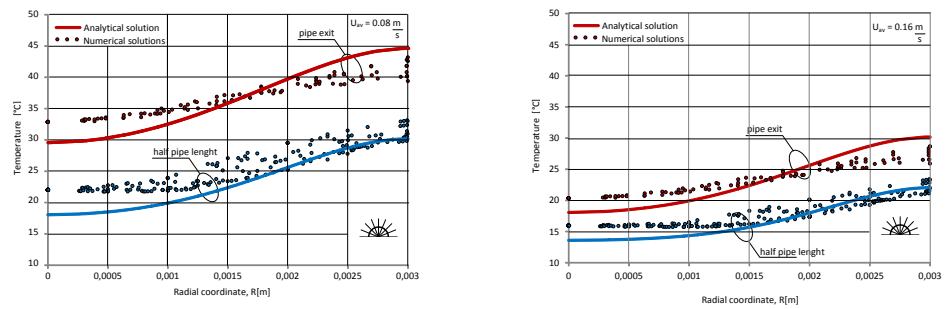 50
45
40
35
30
25
20
15
10
Temperature [°C]
Analytical solution
Numerical solutions
U av = 0.08 m
s
pipe exit
half pipe lenght
0 0,0005 0,001 0,0015 0,002 0,0025 0,003
Radial coordinate, R[m]
50
45
40
35
30
25
20
15
10
Temperature [°C]
Analytical solution
Numerical solutions
U av = 0.16 m
s
pipe exit
half pipe lenght
0 0,0005 0,001 0,0015 0,002 0,0025 0,003
Radial coordinate, R[m]